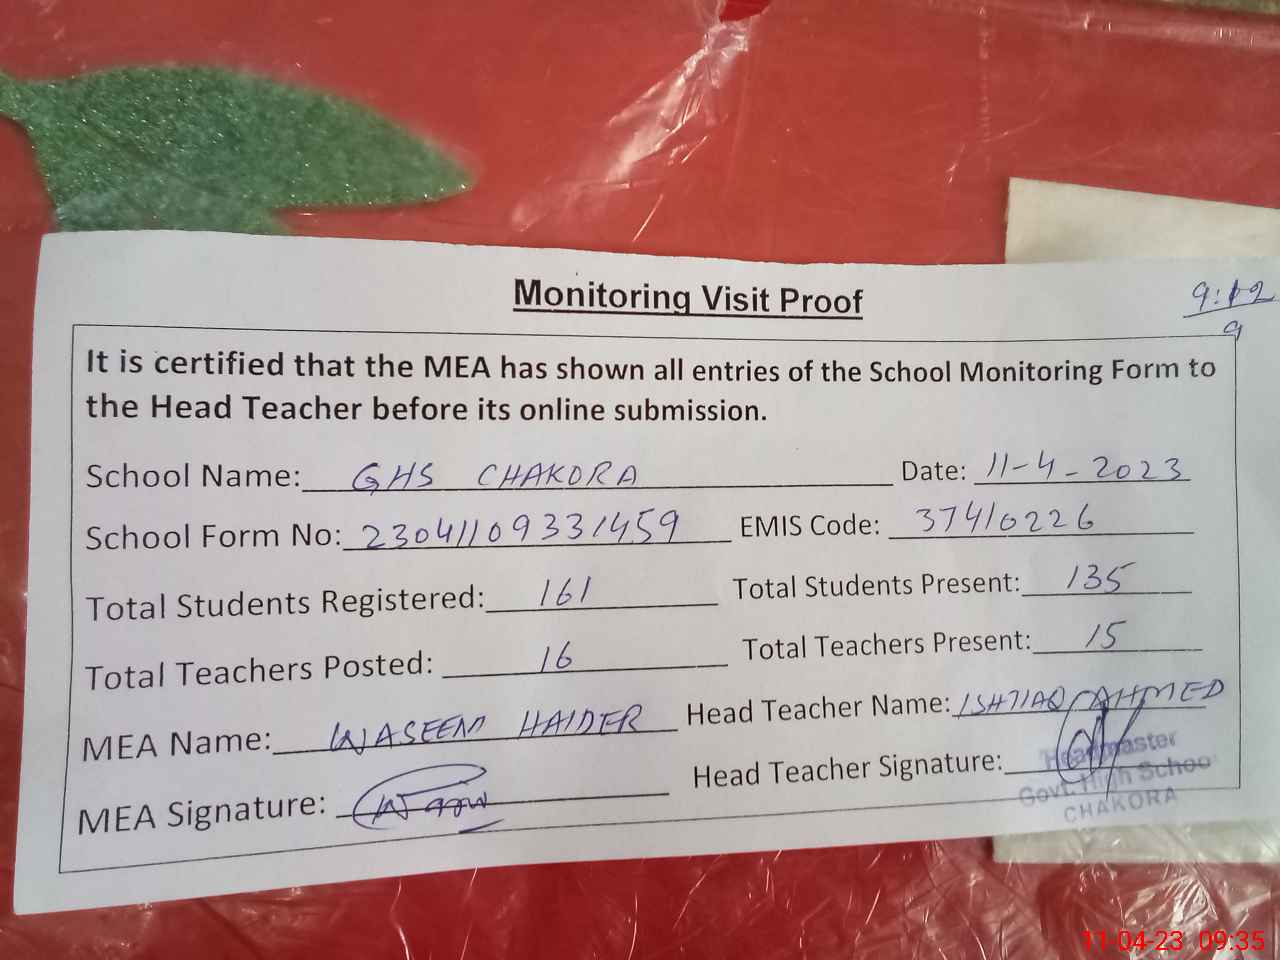 Monitoring Visit Proof
9:12
9
It is certified that the MEA has shown all entries of the School Monitoring Form to
the Head Teacher before its online submission.
School Name: GHS CHAKORA Date: 11-4-2023
School Form No: 23041109331459 EMIS Code: 37410226
Total Students Registered: 161 Total Students Present: 135
Total Teachers Posted: 16 Total Teachers Present: 15
MEA Name: WASEEM HAIDER Head Teacher Name: ISHTIAQ AHMED
MEA Signature: Head Teacher Signature:
Headmaster
Govt. High School
CHAKORA
11-04-23 09:35